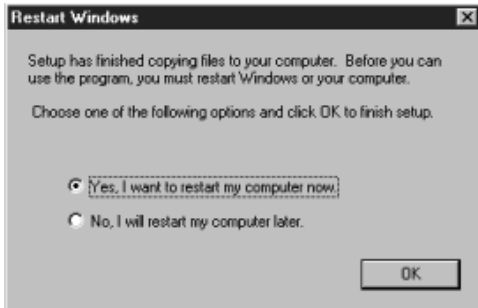 Restart Windows
Setup has finished copying files to your computer. Before you can
use the program, you must restart Windows or your computer.
Choose one of the following options and click OK to finish setup.
Yes, I want to restart my computer now.
No, I will restart my computer later.
OK